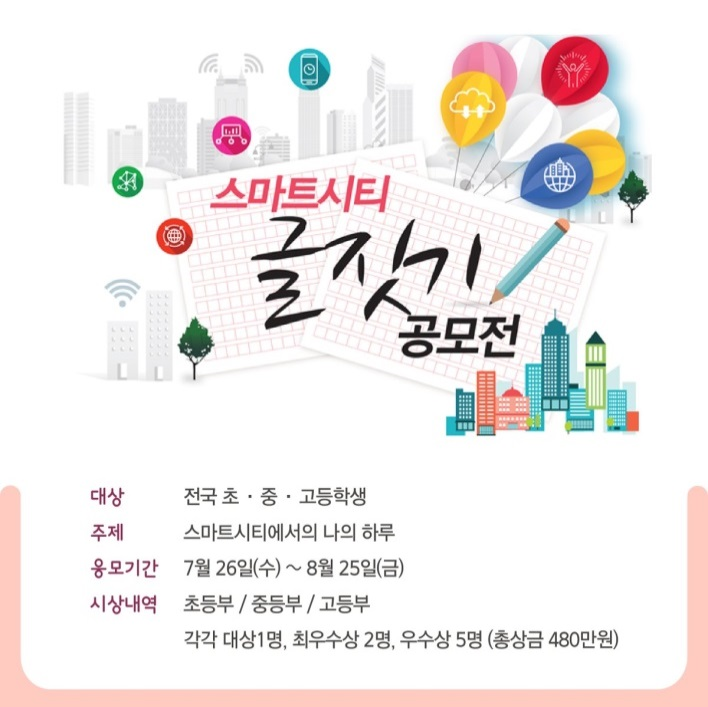 스마트시티
글짓기
공모전
대상 전국 초 · 중 · 고등학생
주제 스마트시티에서의 나의 하루
응모기간 7월 26일(수) ~ 8월 25일(금)
시상내역 초등부 / 중등부 / 고등부
각각 대상1명, 최우수상 2명, 우수상 5명 (총상금 480만원)